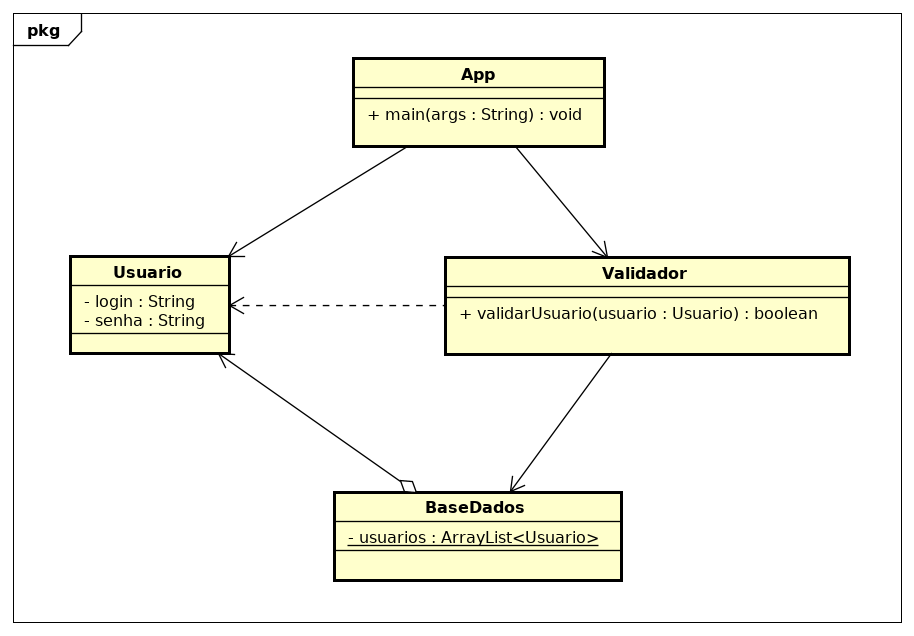 pkg
App
+ main(args : String) : void
Usuario
- login : String
- senha : String
Validador
+ validarUsuario(usuario : Usuario) : boolean
BaseDados
- usuarios : ArrayList<Usuario>